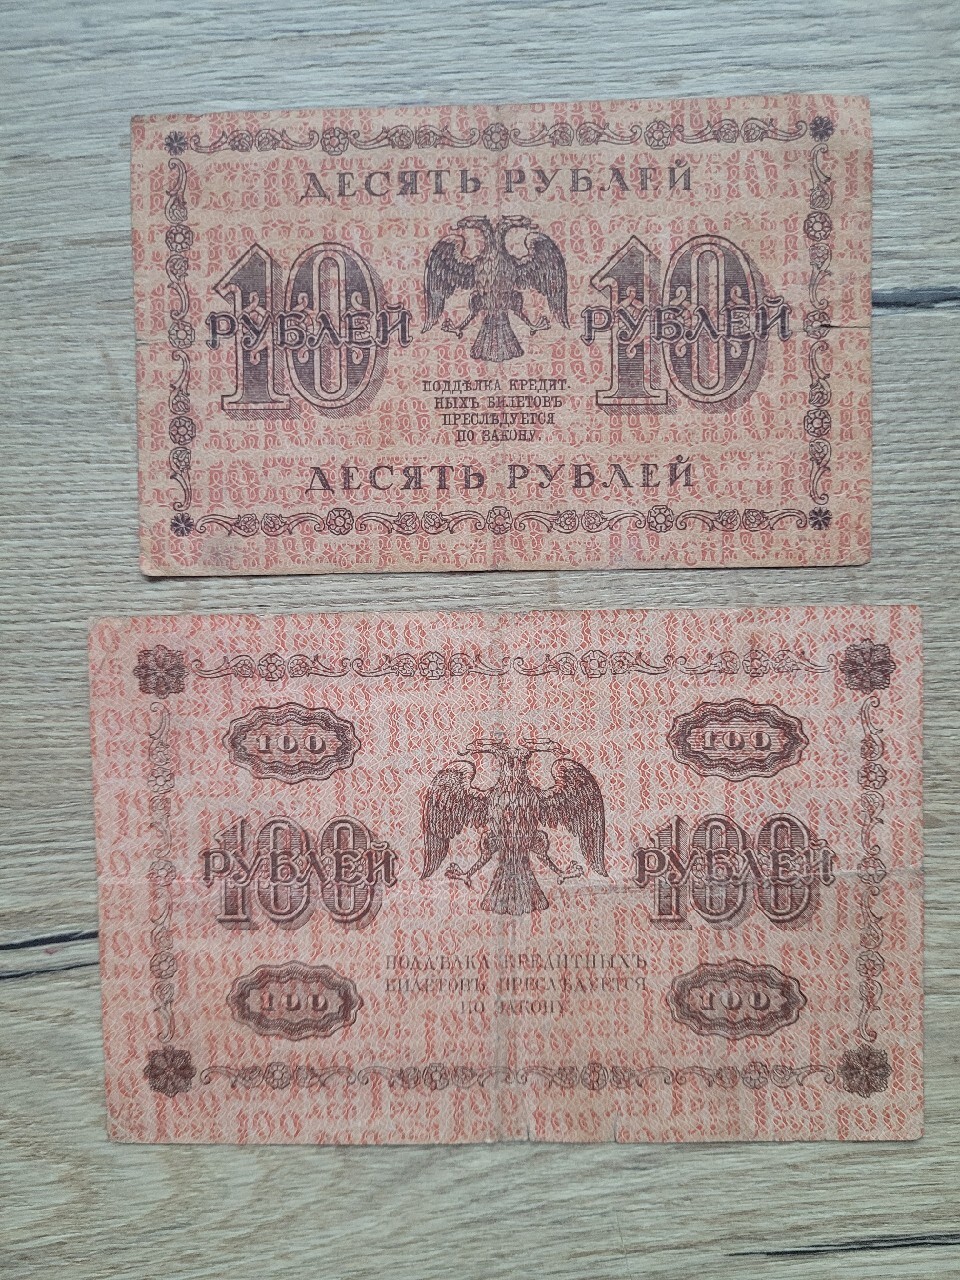 ДЕСЯТЬ РУБЛЕЙ
10 10
РУБЛЕЙ РУБЛЕЙ
ПОДДѢЛКА КРЕДИТ-
НЫХЪ БИЛЕТОВЪ
ПРЕСЛѢДУЕТСЯ
ПО ЗАКОНУ.
ДЕСЯТЬ РУБЛЕЙ
100 100
100 100
РУБЛЕЙ РУБЛЕЙ
ПОДДѢЛКА КРЕДИТНЫХЪ
БИЛЕТОВЪ ПРЕСЛѢДУЕТСЯ
ПО ЗАКОНУ.
100 100